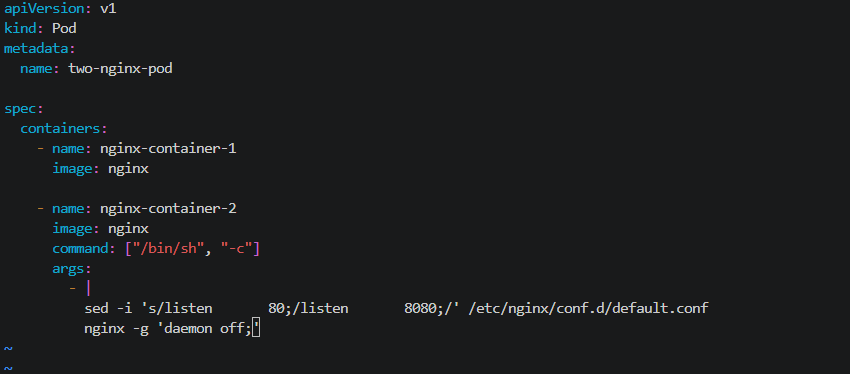 apiVersion: v1
kind: Pod
metadata:
  name: two-nginx-pod

spec:
  containers:
    - name: nginx-container-1
      image: nginx

    - name: nginx-container-2
      image: nginx
      command: ["/bin/sh", "-c"]
      args:
        - |
          sed -i 's/listen       80;/listen       8080;/' /etc/nginx/conf.d/default.conf
          nginx -g 'daemon off;'
~
~